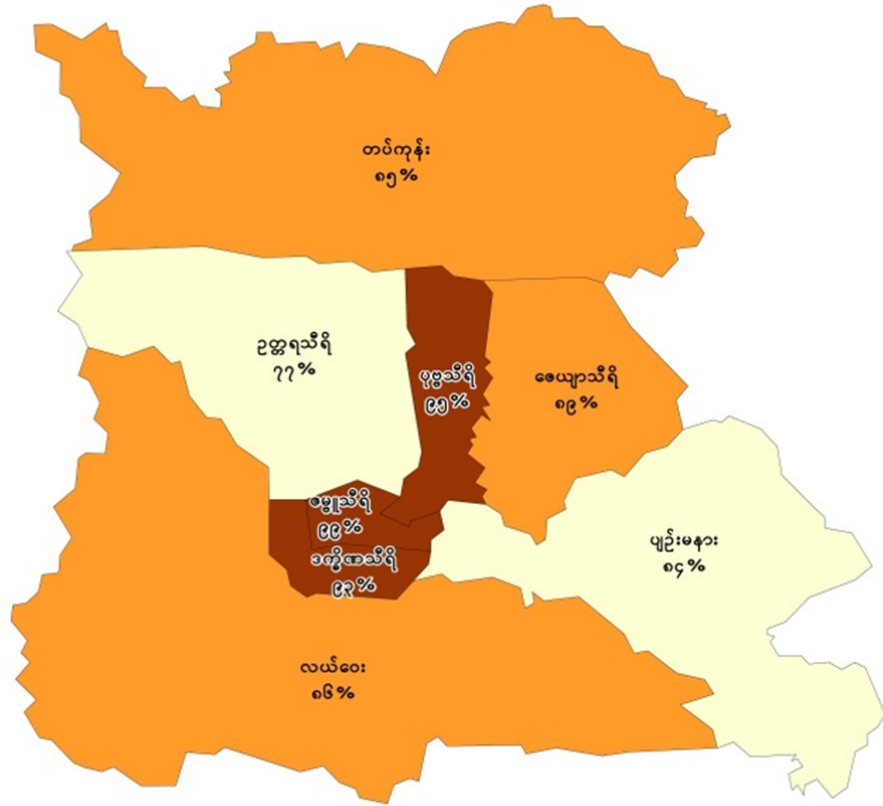 တပ်ကုန်း
၈၅%
ဥတ္တရသီရိ
၇၇%
ပုဗ္ဗသီရိ
၉၅%
ဇေယျာသီရိ
၈၉%
ဇမ္ဗူသီရိ
၉၉%
ဒက္ခိဏသီရိ
၉၃%
ပျဉ်းမနား
၈၄%
လယ်ဝေး
၈၆%